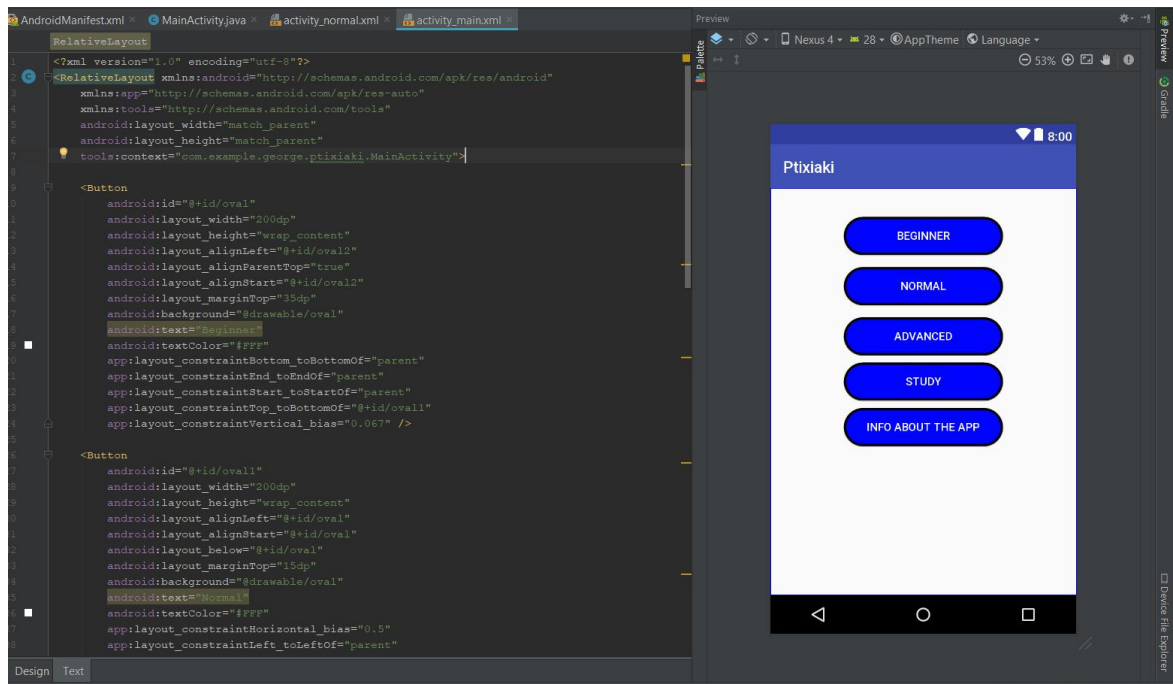 AndroidManifest.xml
MainActivity.java
activity_normal.xml
activity_main.xml
RelativeLayout
<?xml version="1.0" encoding="utf-8"?>
<RelativeLayout xmlns:android="http://schemas.android.com/apk/res/android"
xmlns:app="http://schemas.android.com/apk/res-auto"
xmlns:tools="http://schemas.android.com/tools"
android:layout_width="match_parent"
android:layout_height="match_parent"
tools:context="com.example.george.ptixiaki.MainActivity">
<Button
android:id="@+id/oval"
android:layout_width="200dp"
android:layout_height="wrap_content"
android:layout_alignLeft="@+id/oval2"
android:layout_alignParentTop="true"
android:layout_alignStart="@+id/oval2"
android:layout_marginTop="35dp"
android:background="@drawable/oval"
android:text="Beginner"
android:textColor="#FFF"
app:layout_constraintBottom_toBottomOf="parent"
app:layout_constraintEnd_toEndOf="parent"
app:layout_constraintStart_toStartOf="parent"
app:layout_constraintTop_toBottomOf="@+id/oval1"
app:layout_constraintVertical_bias="0.067" />
<Button
android:id="@+id/oval1"
android:layout_width="200dp"
android:layout_height="wrap_content"
android:layout_alignLeft="@+id/oval"
android:layout_alignStart="@+id/oval"
android:layout_below="@+id/oval"
android:layout_marginTop="15dp"
android:background="@drawable/oval"
android:text="Normal"
android:textColor="#FFF"
app:layout_constraintHorizontal_bias="0.5"
app:layout_constraintLeft_toLeftOf="parent"
Design Text
Preview
Palette
Nexus 4 28 AppTheme Language
53%
8:00
Ptixiaki
BEGINNER
NORMAL
ADVANCED
STUDY
INFO ABOUT THE APP
Preview
Gradle
Device File Explorer